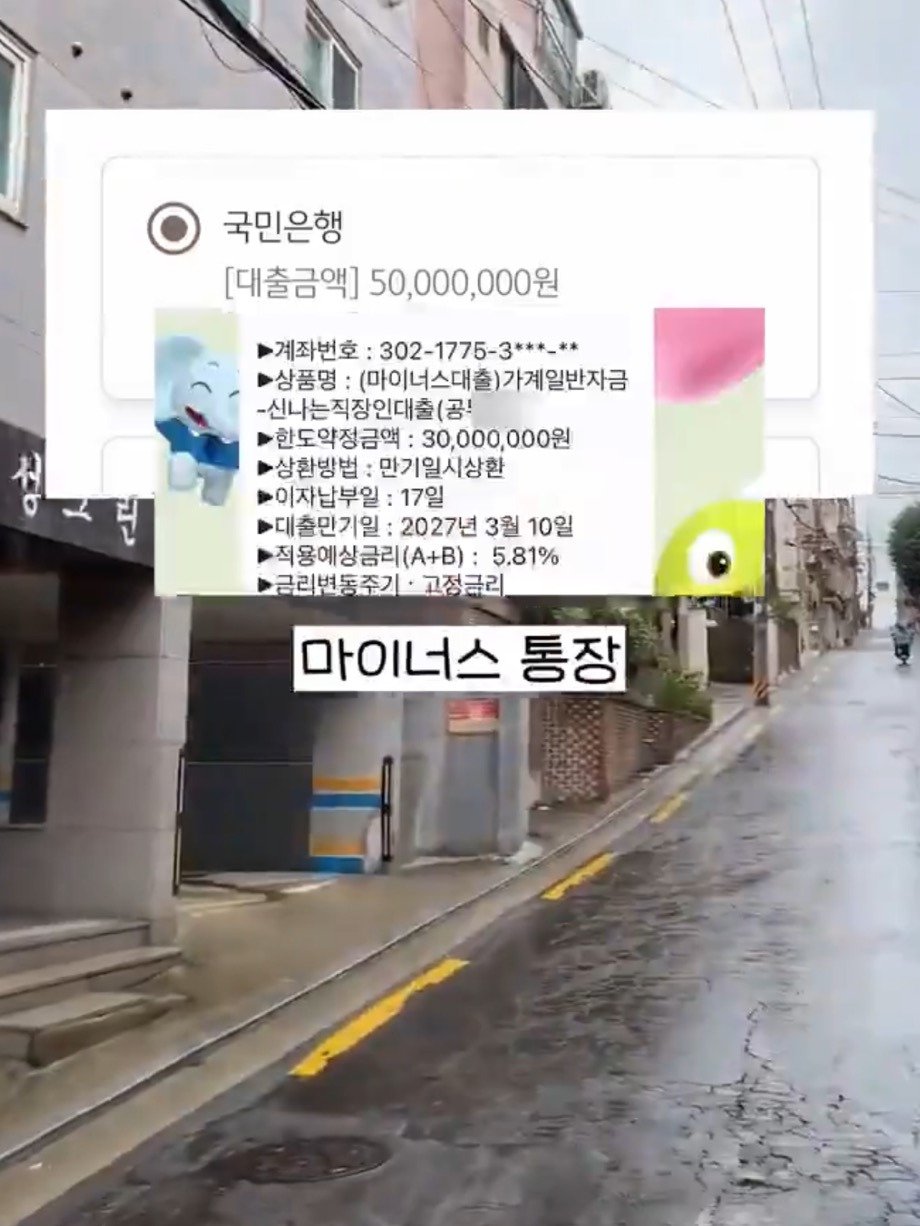 국민은행
[대출금액] 50,000,000원
▶계좌번호 : 302-1775-3***-**
▶상품명 : (마이너스대출)가계일반자금
-신나는직장인대출(공무
▶한도약정금액 : 30,000,000원
▶상환방법 : 만기일시상환
▶이자납부일 : 17일
▶대출만기일 : 2027년 3월 10일
▶적용예상금리(A+B) : 5.81%
▶금리변동주기 : 고정금리
마이너스 통장